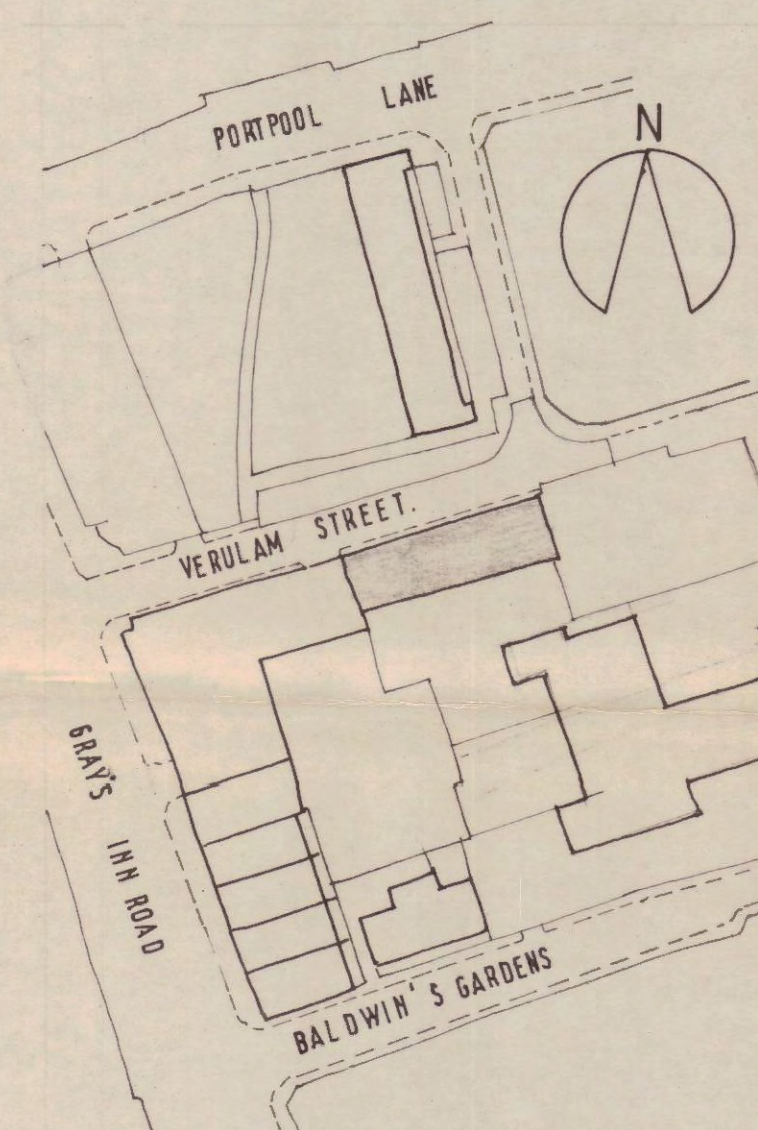 PORTPOOL LANE
N
VERULAM STREET.
GRAY'S INN ROAD
BALDWIN'S GARDENS